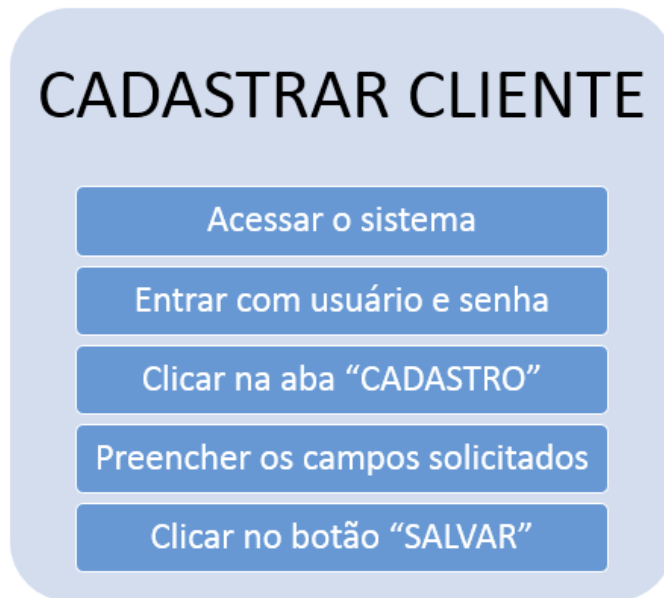 CADASTRAR CLIENTE
Acessar o sistema
Entrar com usuário e senha
Clicar na aba “CADASTRO”
Preencher os campos solicitados
Clicar no botão “SALVAR”